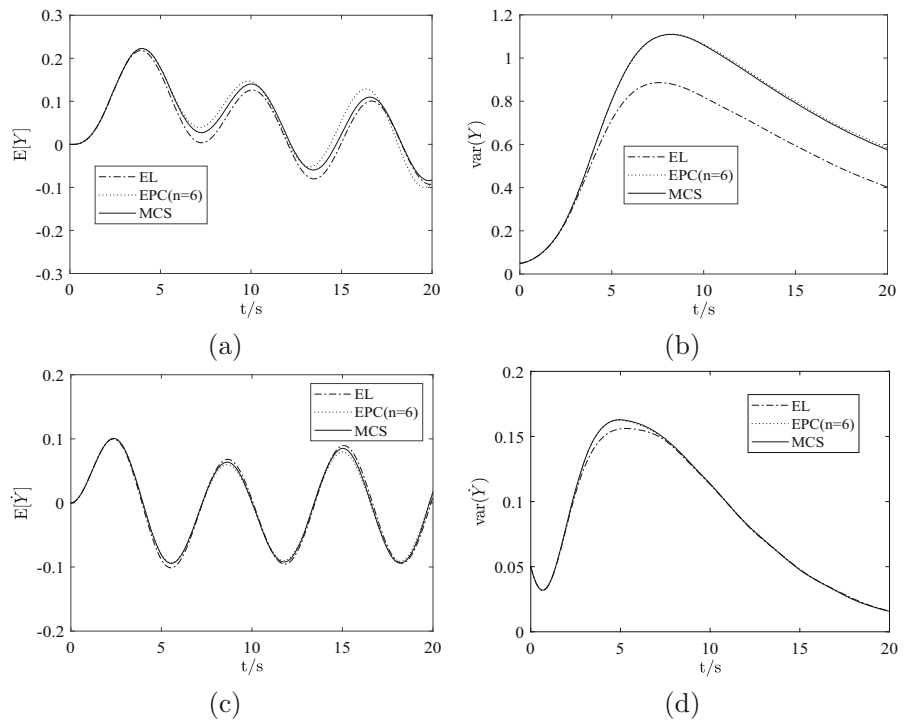 0.3
0.2
0.1
0
-0.1
-0.2
-0.3
E[Y]
EL
EPC(n=6)
MCS
0 5 10 15 20
t/s
(a)
1.2
1
0.8
0.6
0.4
0.2
0
var(Y)
EL
EPC(n=6)
MCS
0 5 10 15 20
t/s
(b)
0.2
0.1
0
-0.1
-0.2
E[Ẏ]
EL
EPC(n=6)
MCS
0 5 10 15 20
t/s
(c)
0.2
0.15
0.1
0.05
0
var(Ẏ)
EL
EPC(n=6)
MCS
0 5 10 15 20
t/s
(d)